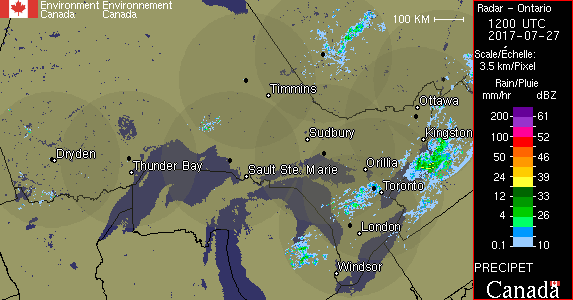 Environment Environnement
Canada Canada
100 KM
Timmins
Ottawa
Sudbury
Kingston
Dryden
Thunder Bay
Sault Ste. Marie
Orillia
Toronto
London
Windsor
Radar - Ontario
1200 UTC
2017-07-27
Scale/Échelle:
3.5 km/Pixel
Rain/Pluie
mm/hr dBZ
200 61
100 56
100 52
50 46
24 39
12 33
4 26
0.1 10
PRECIPET
Canada